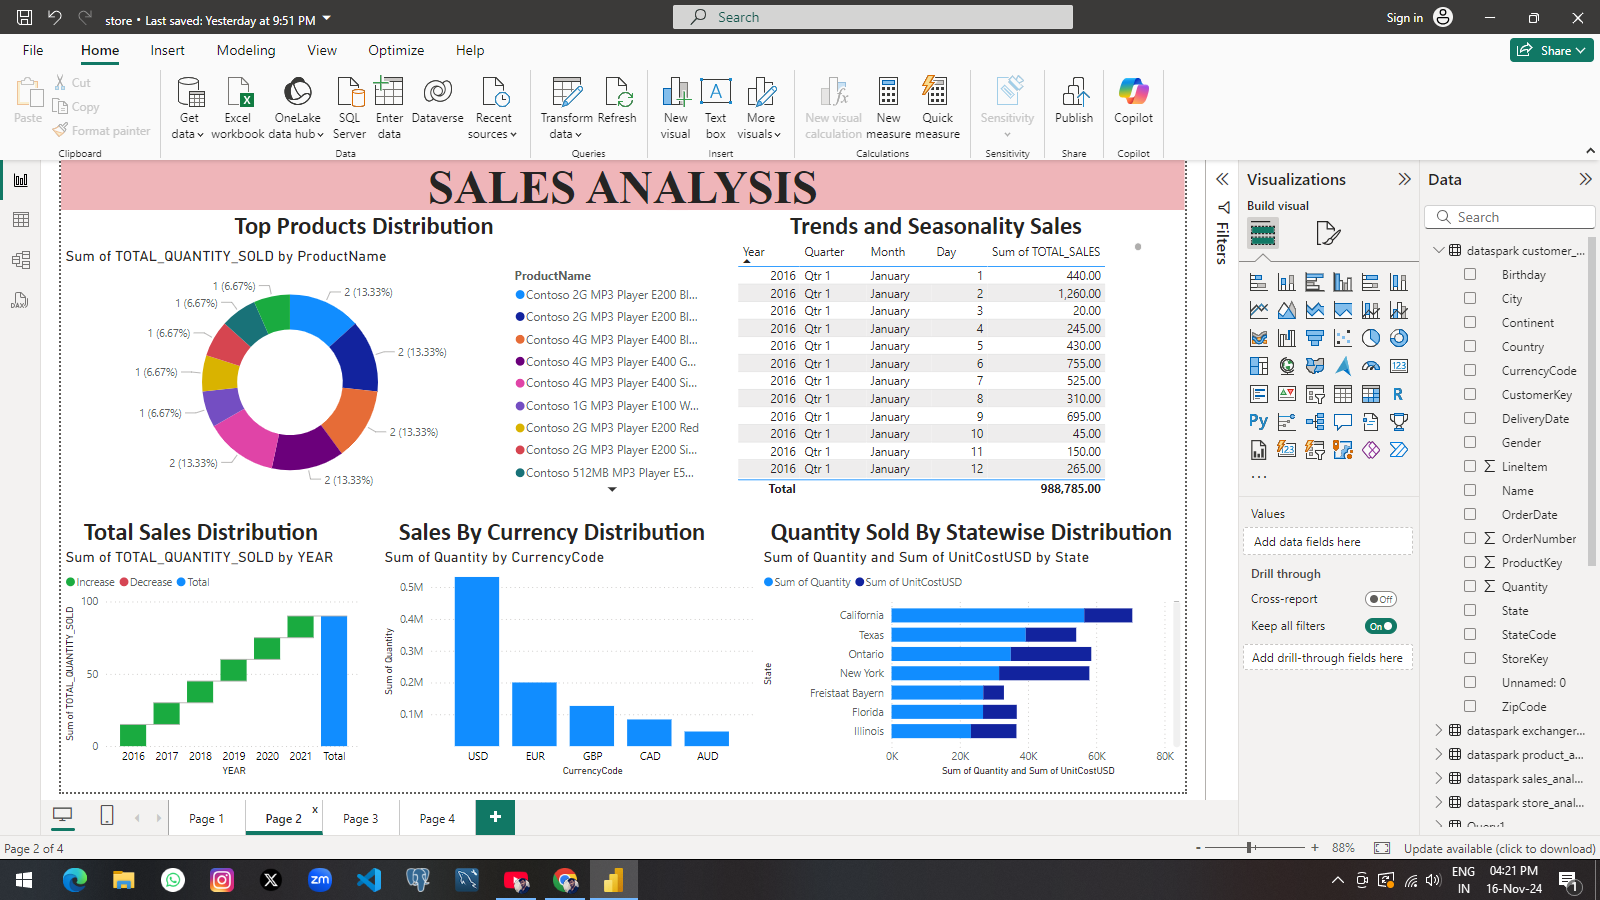 store • Last saved: Yesterday at 9:51 PM
Search
Sign in
File Home Insert Modeling View Optimize Help
Share
Paste
Cut
Copy
Format painter
Clipboard
Get data
Excel workbook
OneLake data hub
SQL Server
Enter data
Dataverse
Recent sources
Data
Transform data
Refresh
Queries
New visual
Text box
More visuals
Insert
New visual calculation
New measure
Quick measure
Calculations
Sensitivity
Sensitivity
Publish
Share
Copilot
Copilot
SALES ANALYSIS
Top Products Distribution
Sum of TOTAL_QUANTITY_SOLD by ProductName
1 (6.67%)
2 (13.33%)
1 (6.67%)
1 (6.67%)
2 (13.33%)
1 (6.67%)
1 (6.67%)
2 (13.33%)
2 (13.33%)
2 (13.33%)
ProductName
Contoso 2G MP3 Player E200 Bl...
Contoso 2G MP3 Player E200 Bl...
Contoso 4G MP3 Player E400 Bl...
Contoso 4G MP3 Player E400 G...
Contoso 4G MP3 Player E400 Si...
Contoso 1G MP3 Player E100 W...
Contoso 2G MP3 Player E200 Red
Contoso 2G MP3 Player E200 Si...
Contoso 512MB MP3 Player E5...
Trends and Seasonality Sales
Year Quarter Month Day Sum of TOTAL_SALES
2016 Qtr 1 January 1 440.00
2016 Qtr 1 January 2 1,260.00
2016 Qtr 1 January 3 20.00
2016 Qtr 1 January 4 245.00
2016 Qtr 1 January 5 430.00
2016 Qtr 1 January 6 755.00
2016 Qtr 1 January 7 525.00
2016 Qtr 1 January 8 310.00
2016 Qtr 1 January 9 695.00
2016 Qtr 1 January 10 45.00
2016 Qtr 1 January 11 150.00
2016 Qtr 1 January 12 265.00
Total 988,785.00
Total Sales Distribution
Sum of TOTAL_QUANTITY_SOLD by YEAR
Increase Decrease Total
Sum of TOTAL_QUANTITY_SOLD
100
50
0
2016 2017 2018 2019 2020 2021 Total
YEAR
Sales By Currency Distribution
Sum of Quantity by CurrencyCode
Sum of Quantity
0.5M
0.4M
0.3M
0.2M
0.1M
USD EUR GBP CAD AUD
CurrencyCode
Quantity Sold By Statewise Distribution
Sum of Quantity and Sum of UnitCostUSD by State
Sum of Quantity Sum of UnitCostUSD
State
California
Texas
Ontario
New York
Freistaat Bayern
Florida
Illinois
0K 20K 40K 60K 80K
Sum of Quantity and Sum of UnitCostUSD
Filters
Visualizations
Build visual
R
Py
123
...
Values
Add data fields here
Drill through
Cross-report Off
Keep all filters On
Add drill-through fields here
Data
Search
dataspark customer_...
Birthday
City
Continent
Country
CurrencyCode
CustomerKey
DeliveryDate
Gender
∑ LineItem
Name
OrderDate
∑ OrderNumber
∑ ProductKey
∑ Quantity
State
StateCode
StoreKey
Unnamed: 0
ZipCode
dataspark exchanger...
dataspark product_a...
dataspark sales_anal...
dataspark store_anal...
Query1
Page 1 Page 2 x Page 3 Page 4 +
Page 2 of 4
- + 88%
Update available (click to download)
zm
ENG
IN
04:21 PM
16-Nov-24
1